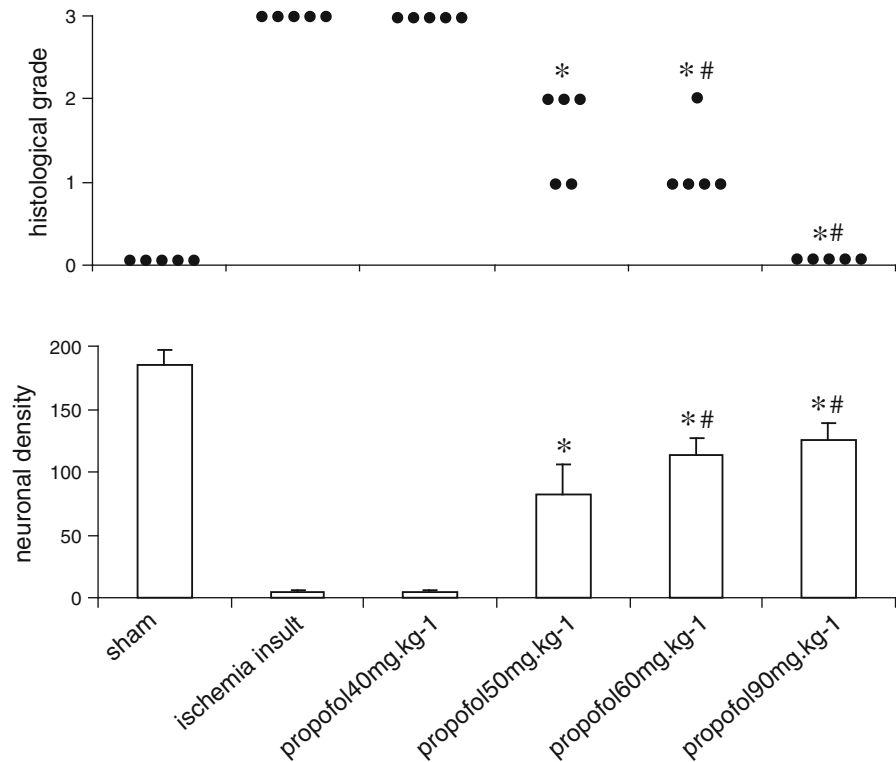 histological grade
3
2
1
0
*
*#
*#
neuronal density
200
150
100
50
0
*
*#
*#
sham
ischemia insult
propofol40mg.kg-1
propofol50mg.kg-1
propofol60mg.kg-1
propofol90mg.kg-1